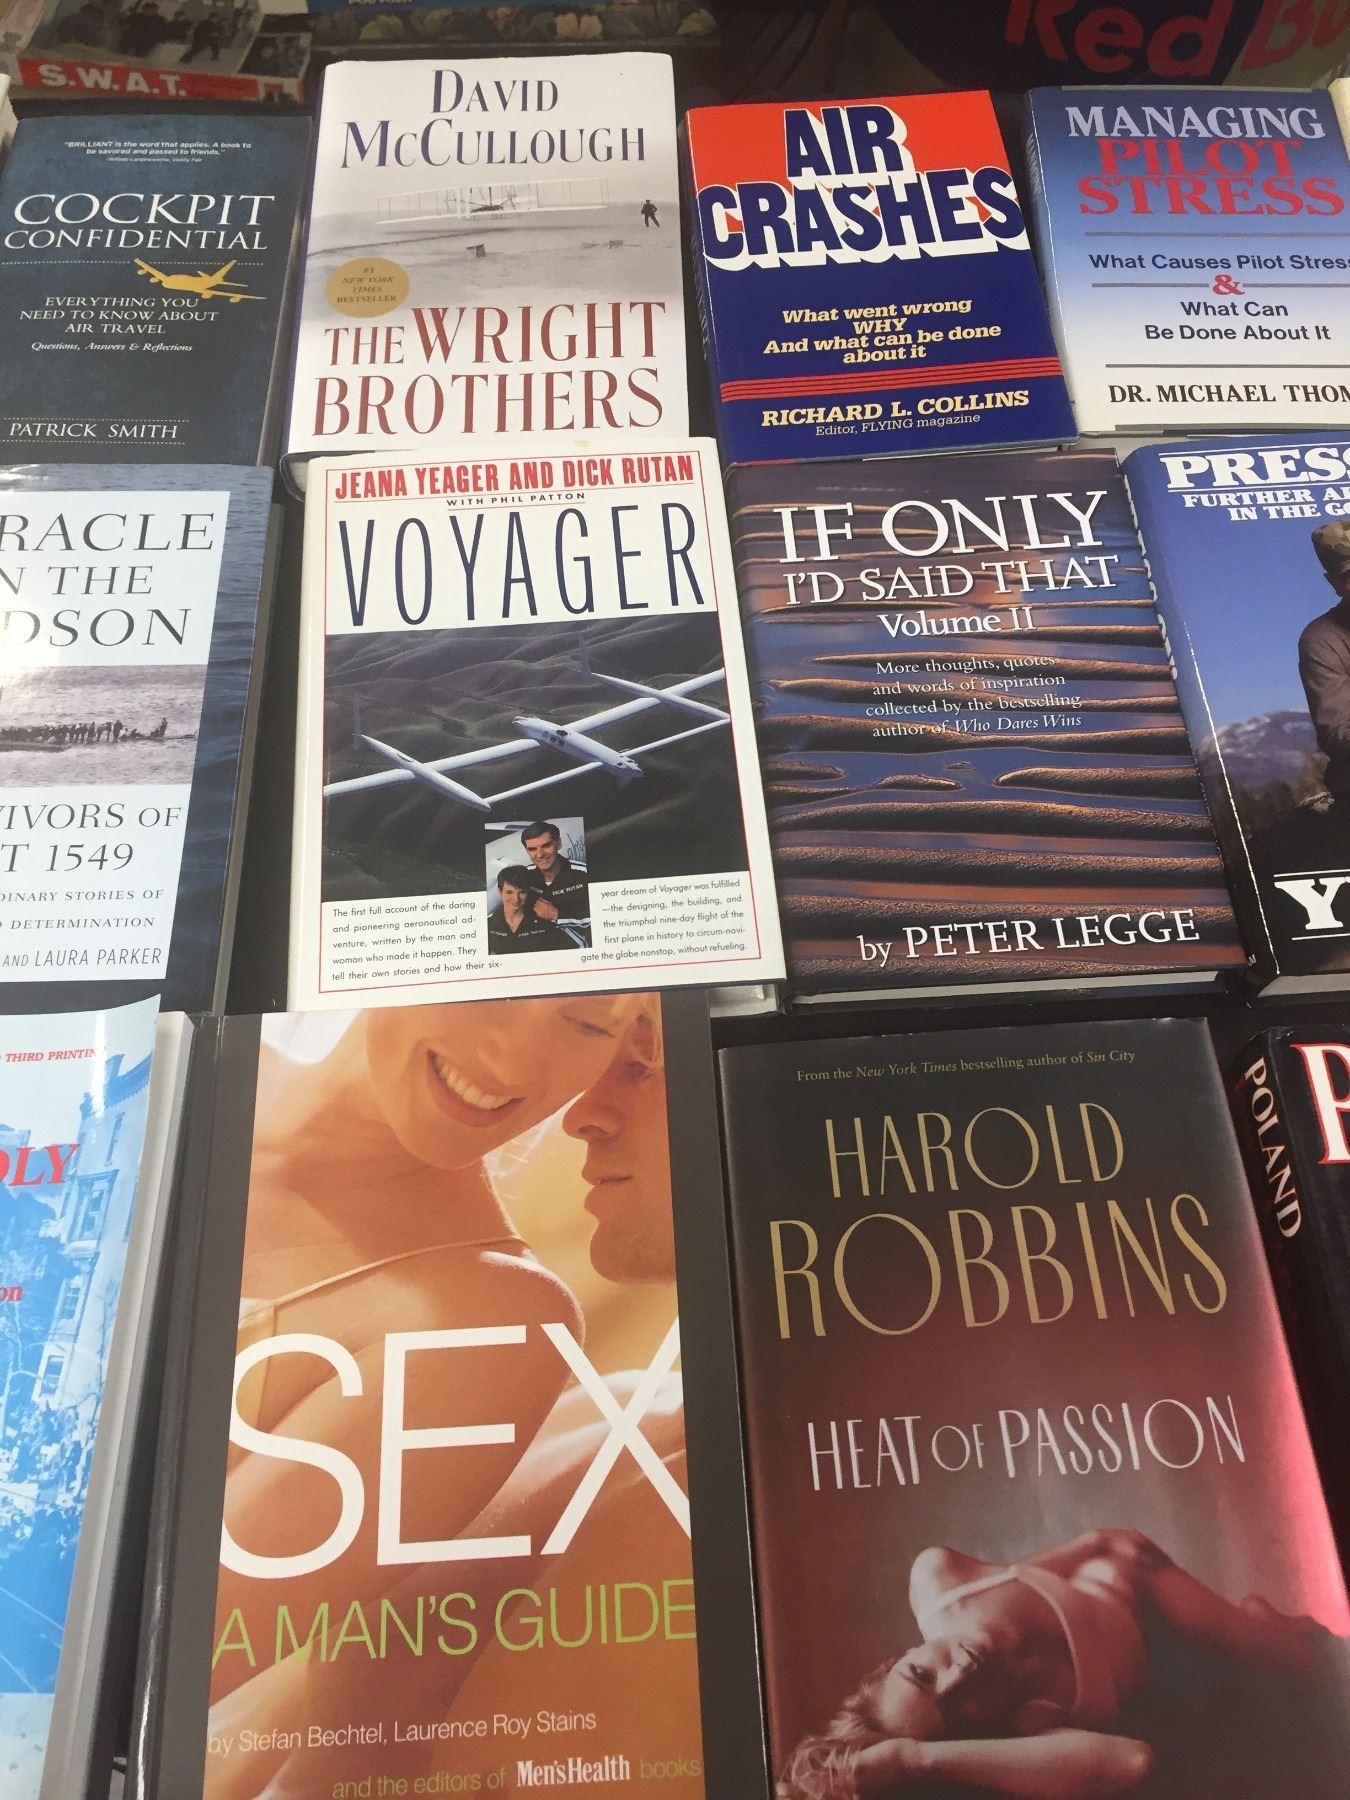 Red Bu
S.W.A.T.
"BRILLIANT is the word that applies. A book to
be savored and passed to friends."
COCKPIT
CONFIDENTIAL
EVERYTHING YOU
NEED TO KNOW ABOUT
AIR TRAVEL
Questions, Answers & Reflections
PATRICK SMITH
DAVID
MCCULLOUGH
#1
NEW YORK
TIMES
BESTSELLER
THE WRIGHT
BROTHERS
AIR
CRASHES
What went wrong
WHY
And what can be done
about it
RICHARD L. COLLINS
Editor, FLYING magazine
MANAGING
PILOT
STRESS
What Causes Pilot Stress
&
What Can
Be Done About It
DR. MICHAEL THOM
RACLE
N THE
DSON
VIVORS OF
T 1549
DINARY STORIES OF
DETERMINATION
AND LAURA PARKER
JEANA YEAGER AND DICK RUTAN
WITH PHIL PATTON
VOYAGER
The first full account of the daring
and pioneering aeronautical ad-
venture, written by the man and
woman who made it happen. They
tell their own stories and how their six-
year dream of Voyager was fulfilled
—the designing, the building, and
the triumphal nine-day flight of the
first plane in history to circum-navi-
gate the globe nonstop, without refueling.
IF ONLY
I'D SAID THAT
Volume II
More thoughts, quotes
and words of inspiration
collected by the bestselling
author of Who Dares Wins
by PETER LEGGE
PRESS
FURTHER A
IN THE GO
Y
THIRD PRINTIN
OLY
on
SEX
A MAN'S GUIDE
by Stefan Bechtel, Laurence Roy Stains
and the editors of Men'sHealth books
From the New York Times bestselling author of Sin City
HAROLD
ROBBINS
HEAT OF PASSION
POLAND